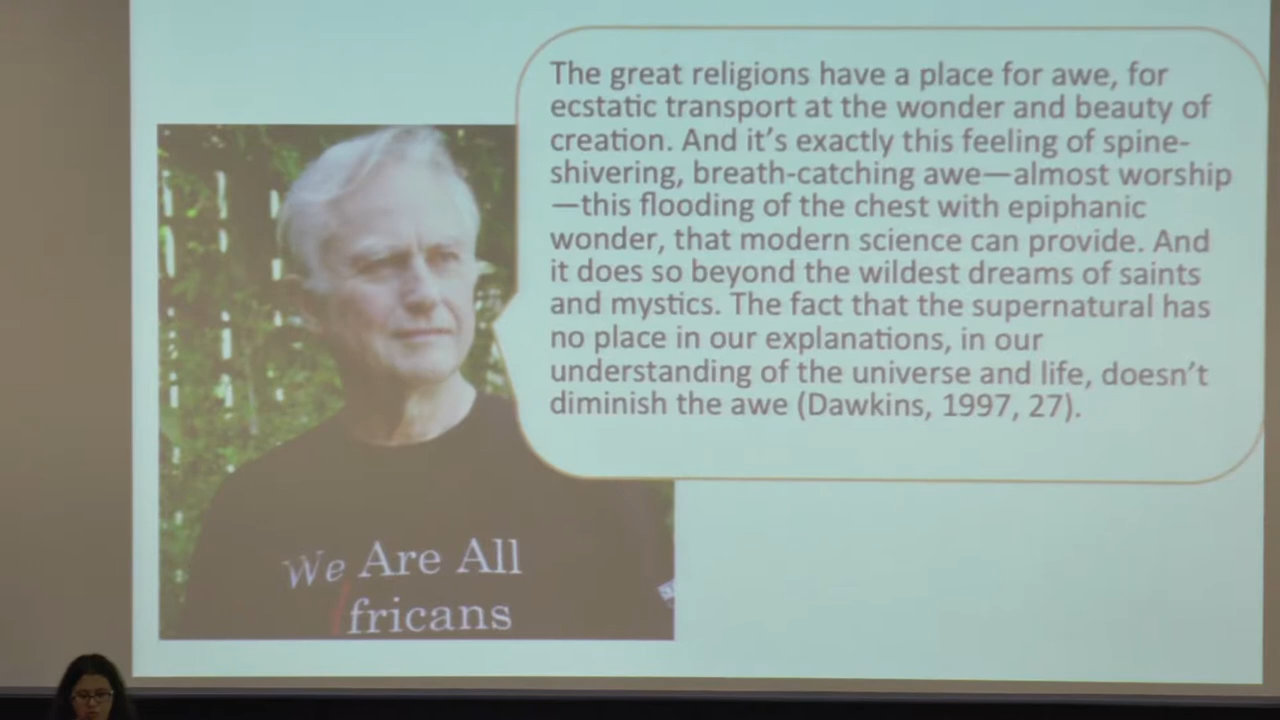 The great religions have a place for awe, for
ecstatic transport at the wonder and beauty of
creation. And it's exactly this feeling of spine-
shivering, breath-catching awe—almost worship
—this flooding of the chest with epiphanic
wonder, that modern science can provide. And
it does so beyond the wildest dreams of saints
and mystics. The fact that the supernatural has
no place in our explanations, in our
understanding of the universe and life, doesn't
diminish the awe (Dawkins, 1997, 27).
We Are All
fricans